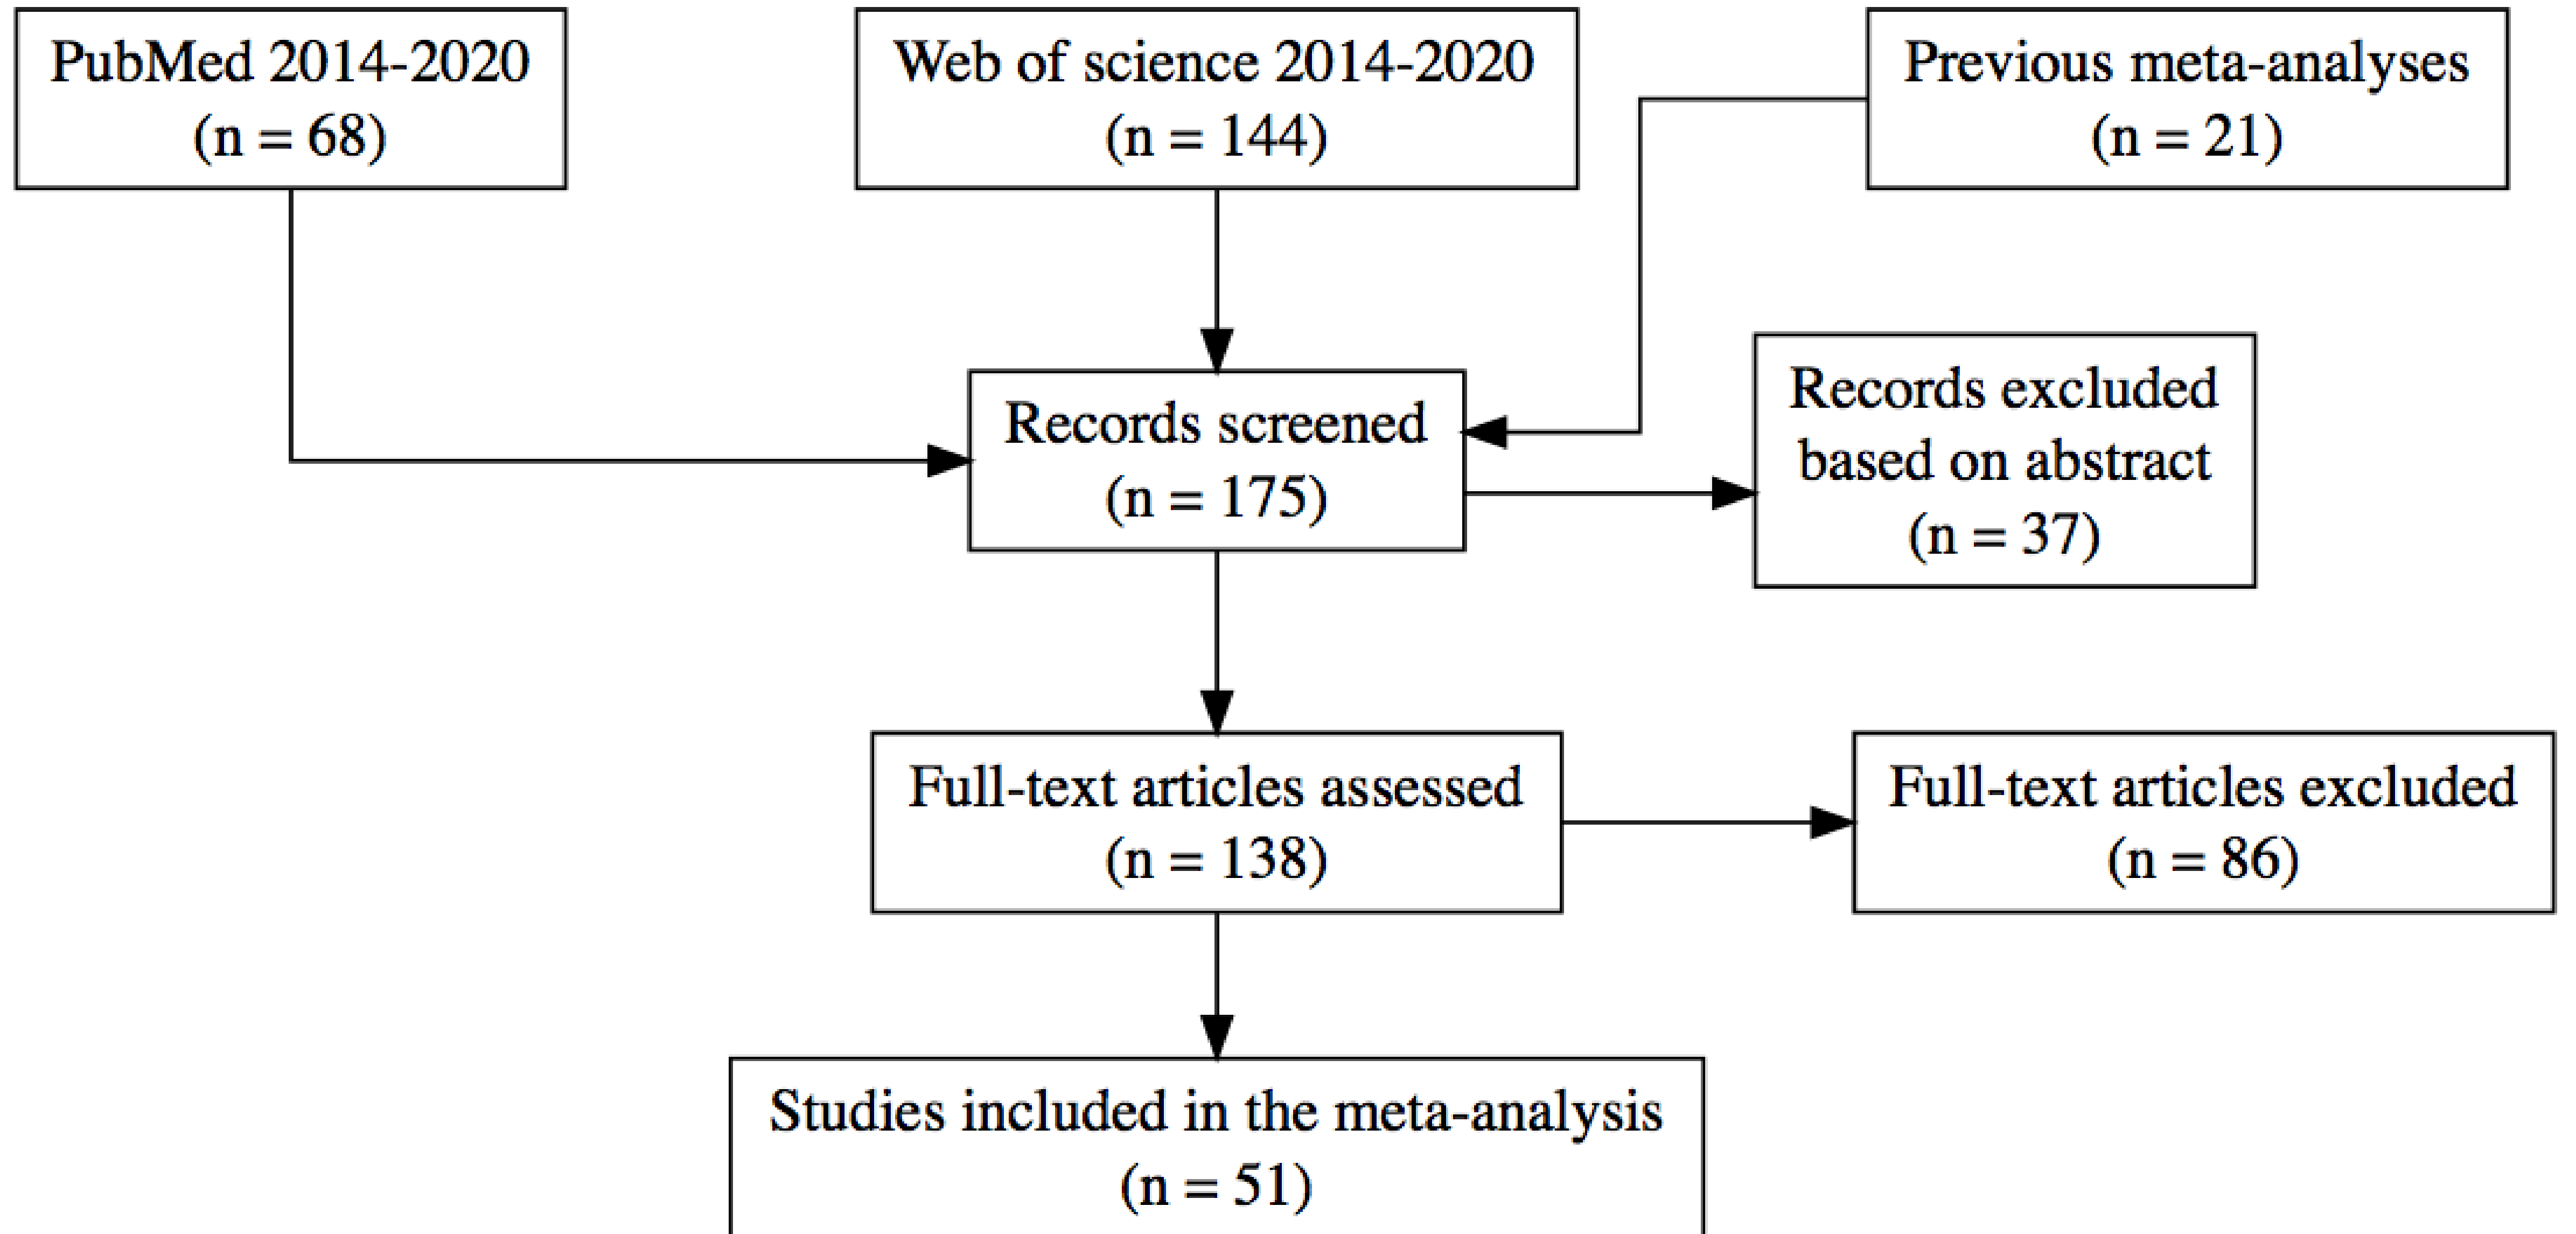 PubMed 2014-2020
(n = 68)
Web of science 2014-2020
(n = 144)
Previous meta-analyses
(n = 21)
Records screened
(n = 175)
Records excluded
based on abstract
(n = 37)
Full-text articles assessed
(n = 138)
Full-text articles excluded
(n = 86)
Studies included in the meta-analysis
(n = 51)